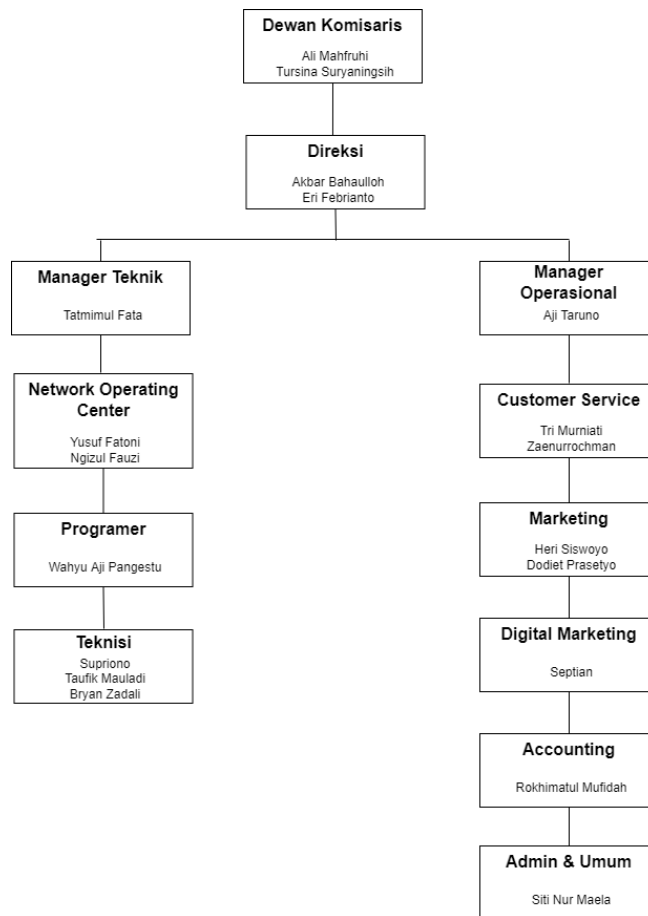 Dewan Komisaris
Ali Mahfruhi
Tursina Suryaningsih
Direksi
Akbar Bahaulloh
Eri Febrianto
Manager Teknik
Tatmimul Fata
Network Operating
Center
Yusuf Fatoni
Ngizul Fauzi
Programer
Wahyu Aji Pangestu
Teknisi
Supriono
Taufik Mauladi
Bryan Zadali
Manager
Operasional
Aji Taruno
Customer Service
Tri Murniati
Zaenurrochman
Marketing
Heri Siswoyo
Dodiet Prasetyo
Digital Marketing
Septian
Accounting
Rokhimatul Mufidah
Admin & Umum
Siti Nur Maela